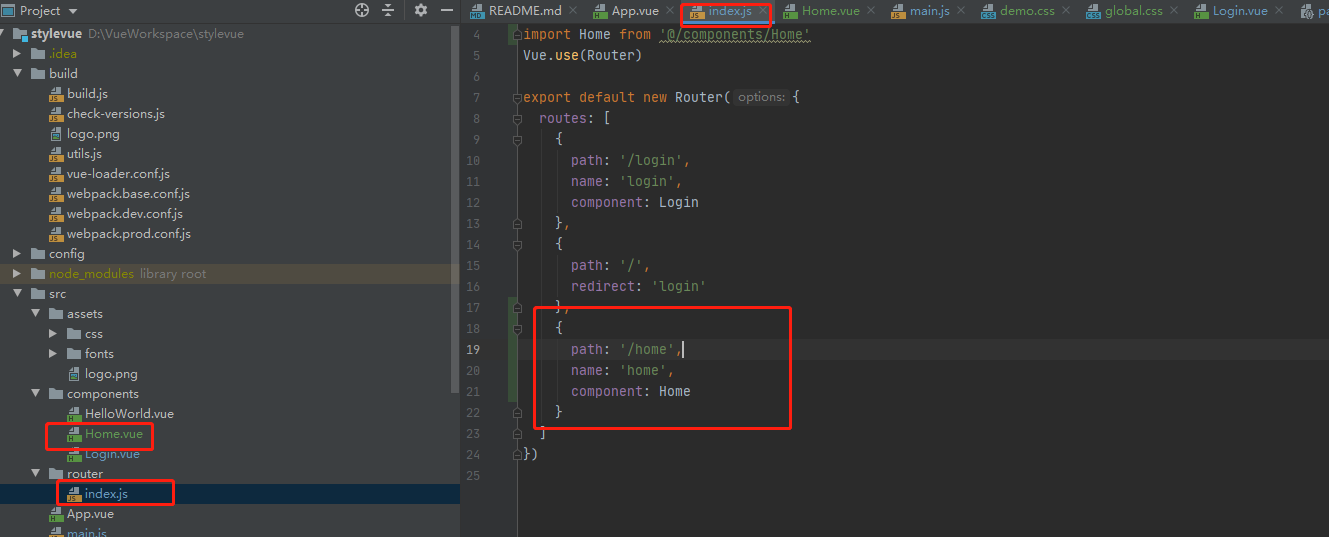 Project
stylevue D:\VueWorkspace\stylevue
.idea
build
build.js
check-versions.js
logo.png
utils.js
vue-loader.conf.js
webpack.base.conf.js
webpack.dev.conf.js
webpack.prod.conf.js
config
node_modules library root
src
assets
css
fonts
logo.png
components
HelloWorld.vue
Home.vue
Login.vue
router
index.js
App.vue
main.js
README.md App.vue index.js Home.vue main.js demo.css global.css Login.vue pa
4 import Home from '@/components/Home'
5 Vue.use(Router)
6
7 export default new Router( options: {
8 routes: [
9 {
10 path: '/login',
11 name: 'login',
12 component: Login
13 },
14 {
15 path: '/',
16 redirect: 'login'
17 },
18 {
19 path: '/home',
20 name: 'home',
21 component: Home
22 }
23 ]
24 })
25